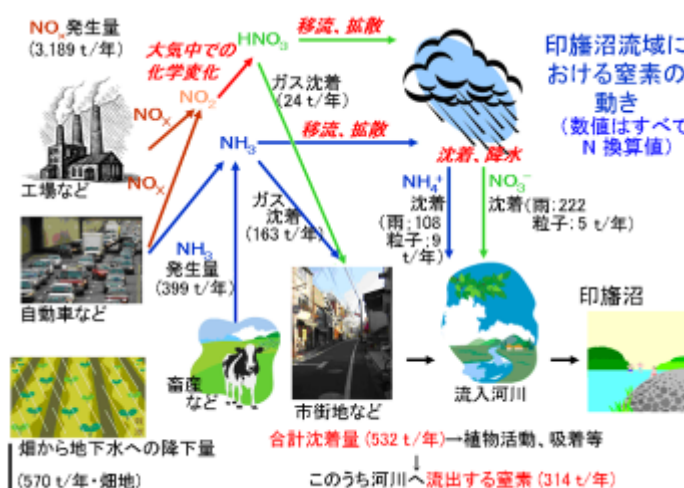 NOx発生量
(3,189 t/年)
大気中での
化学変化
HNO3
移流、拡散
印旛沼流域に
おける窒素の
動き
(数値はすべて
N 換算値)
ガス沈着
(24 t/年)
NO2
NOx
NH3
移流、拡散
沈着、降水
工場など
NOx
ガス
沈着
(163 t/年)
NH4+
沈着
(雨;108
粒子;9
t/年)
NO3−
沈着(雨:222
粒子:5 t/年)
NH3
発生量
(399 t/年)
自動車など
印旛沼
畜産
など
市街地など
流入河川
畑から地下水への降下量
(570 t/年・畑地)
合計沈着量(532 t/年)→植物活動、吸着等
このうち河川へ流出する窒素(314 t/年)